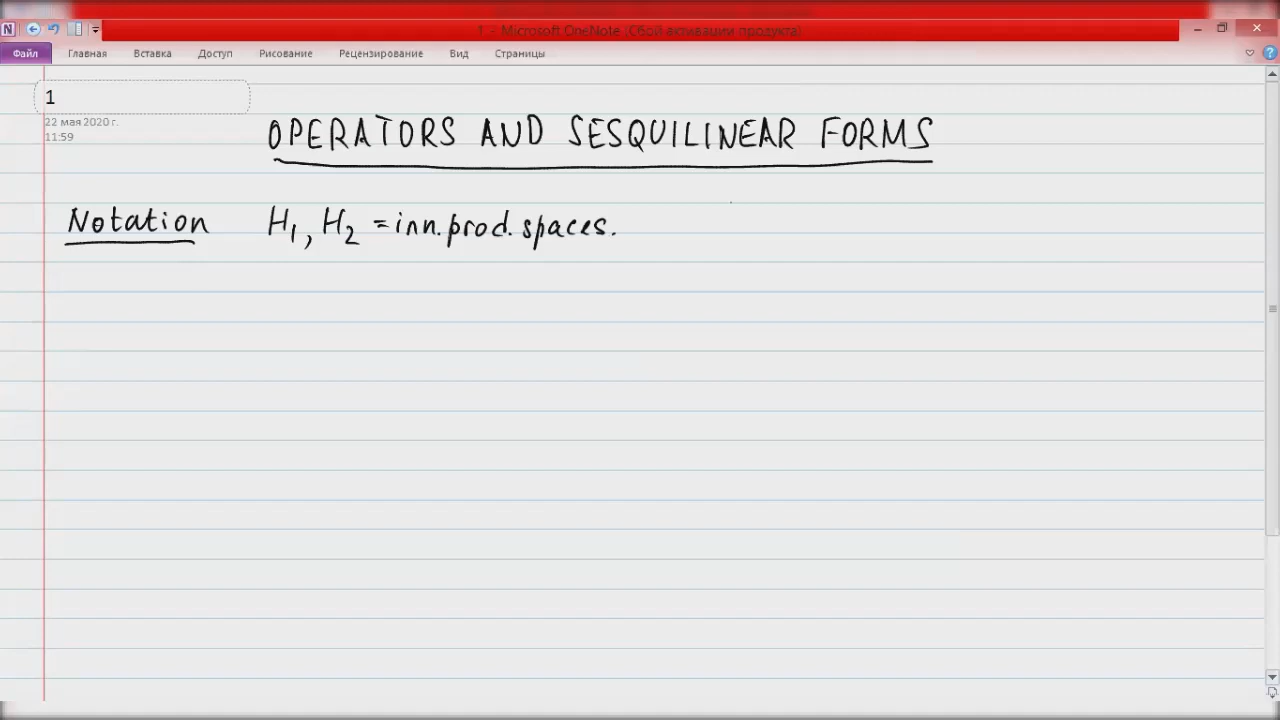 1 - Microsoft OneNote (Сбой активации продукта)
Файл Главная Вставка Доступ Рисование Рецензирование Вид Страницы
1
22 мая 2020 г.
11:59
OPERATORS AND SESQUILINEAR FORMS
Notation H₁, H₂ = inn. prod. spaces.